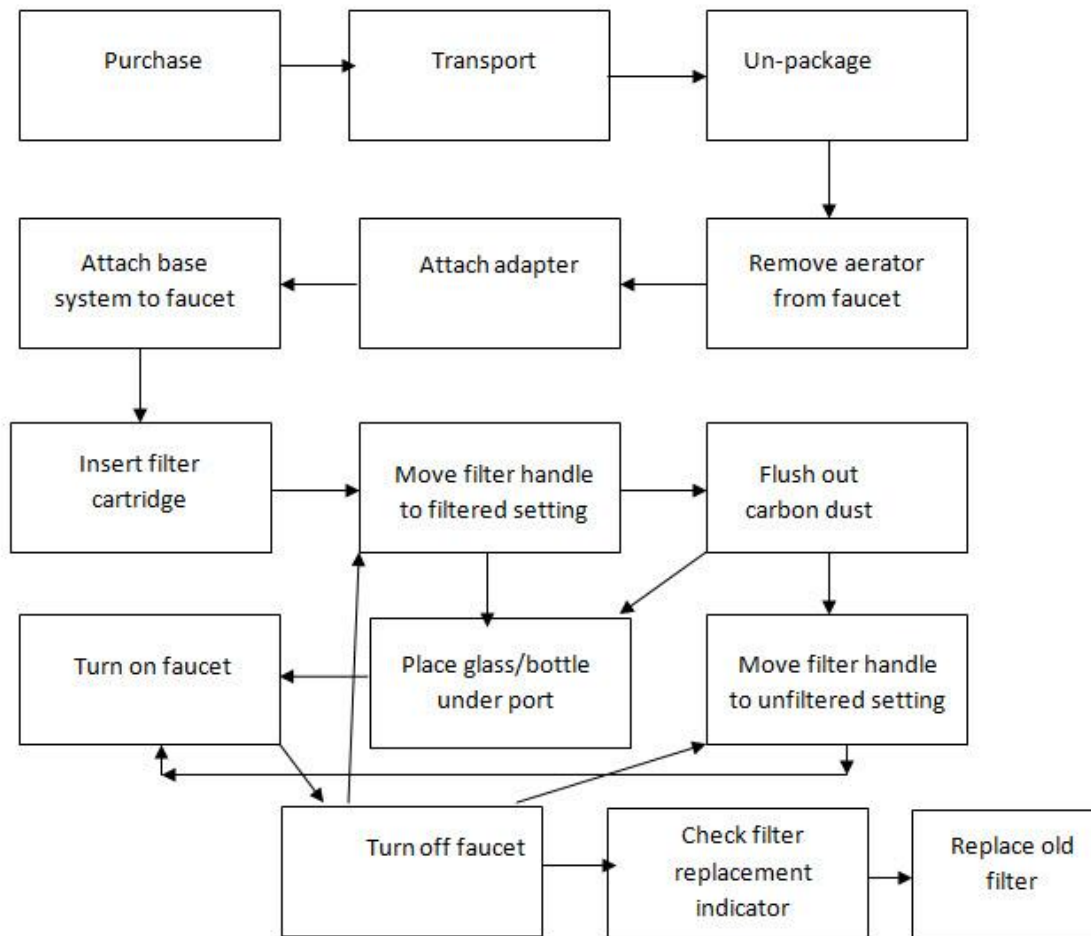 Purchase
Transport
Un-package
Attach base
system to faucet
Attach adapter
Remove aerator
from faucet
Insert filter
cartridge
Move filter handle
to filtered setting
Flush out
carbon dust
Turn on faucet
Place glass/bottle
under port
Move filter handle
to unfiltered setting
Turn off faucet
Check filter
replacement
indicator
Replace old
filter